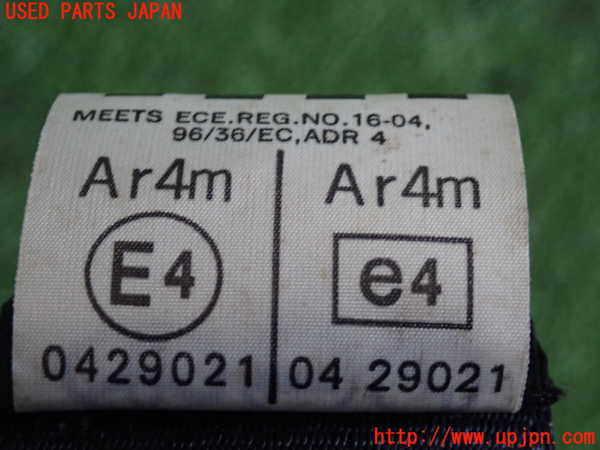 USED PARTS JAPAN
MEETS ECE.REG.NO.16-04,
96/36/EC,ADR 4
Ar4m Ar4m
E4 e4
0429021 04 29021
http://www.upjpn.com/